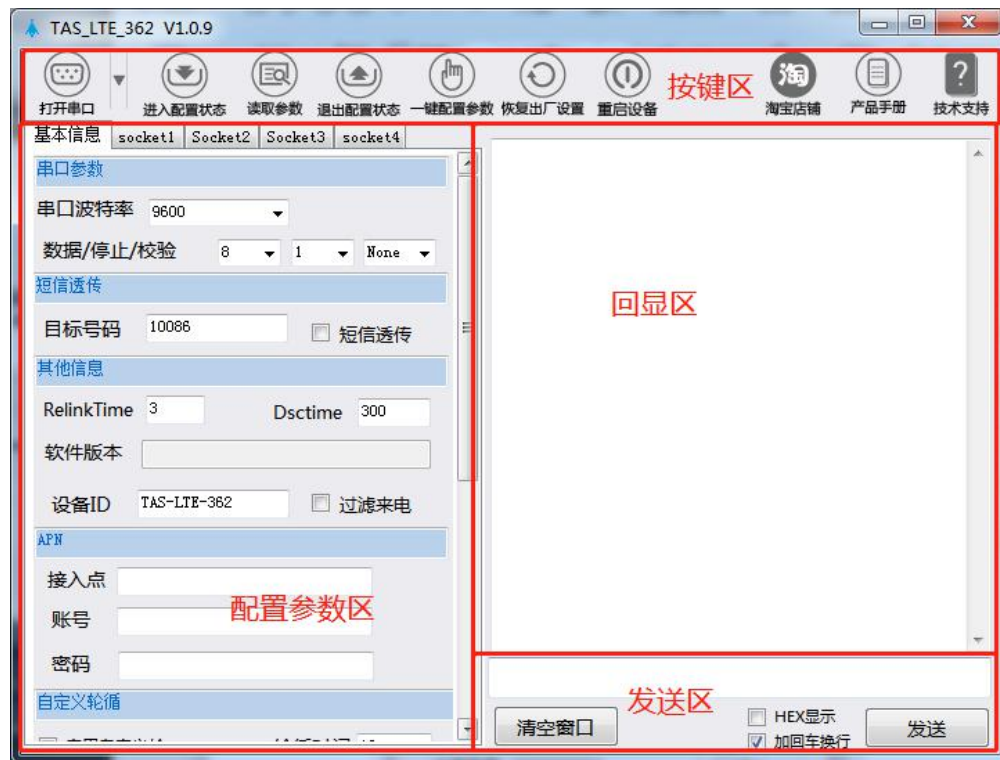 TAS_LTE_362 V1.0.9
打开串口 进入配置状态 读取参数 退出配置状态 一键配置参数 恢复出厂设置 重启设备 按键区 淘 淘宝店铺 产品手册 ? 技术支持
基本信息 socket1 Socket2 Socket3 socket4
串口参数
串口波特率 9600
数据/停止/校验 8 1 None
短信透传
目标号码 10086 短信透传
其他信息
RelinkTime 3 Dsctime 300
软件版本
设备ID TAS-LTE-362 过滤来电
APN
接入点
账号
配置参数区
密码
自定义轮循
回显区
发送区
清空窗口
HEX显示
加回车换行
发送